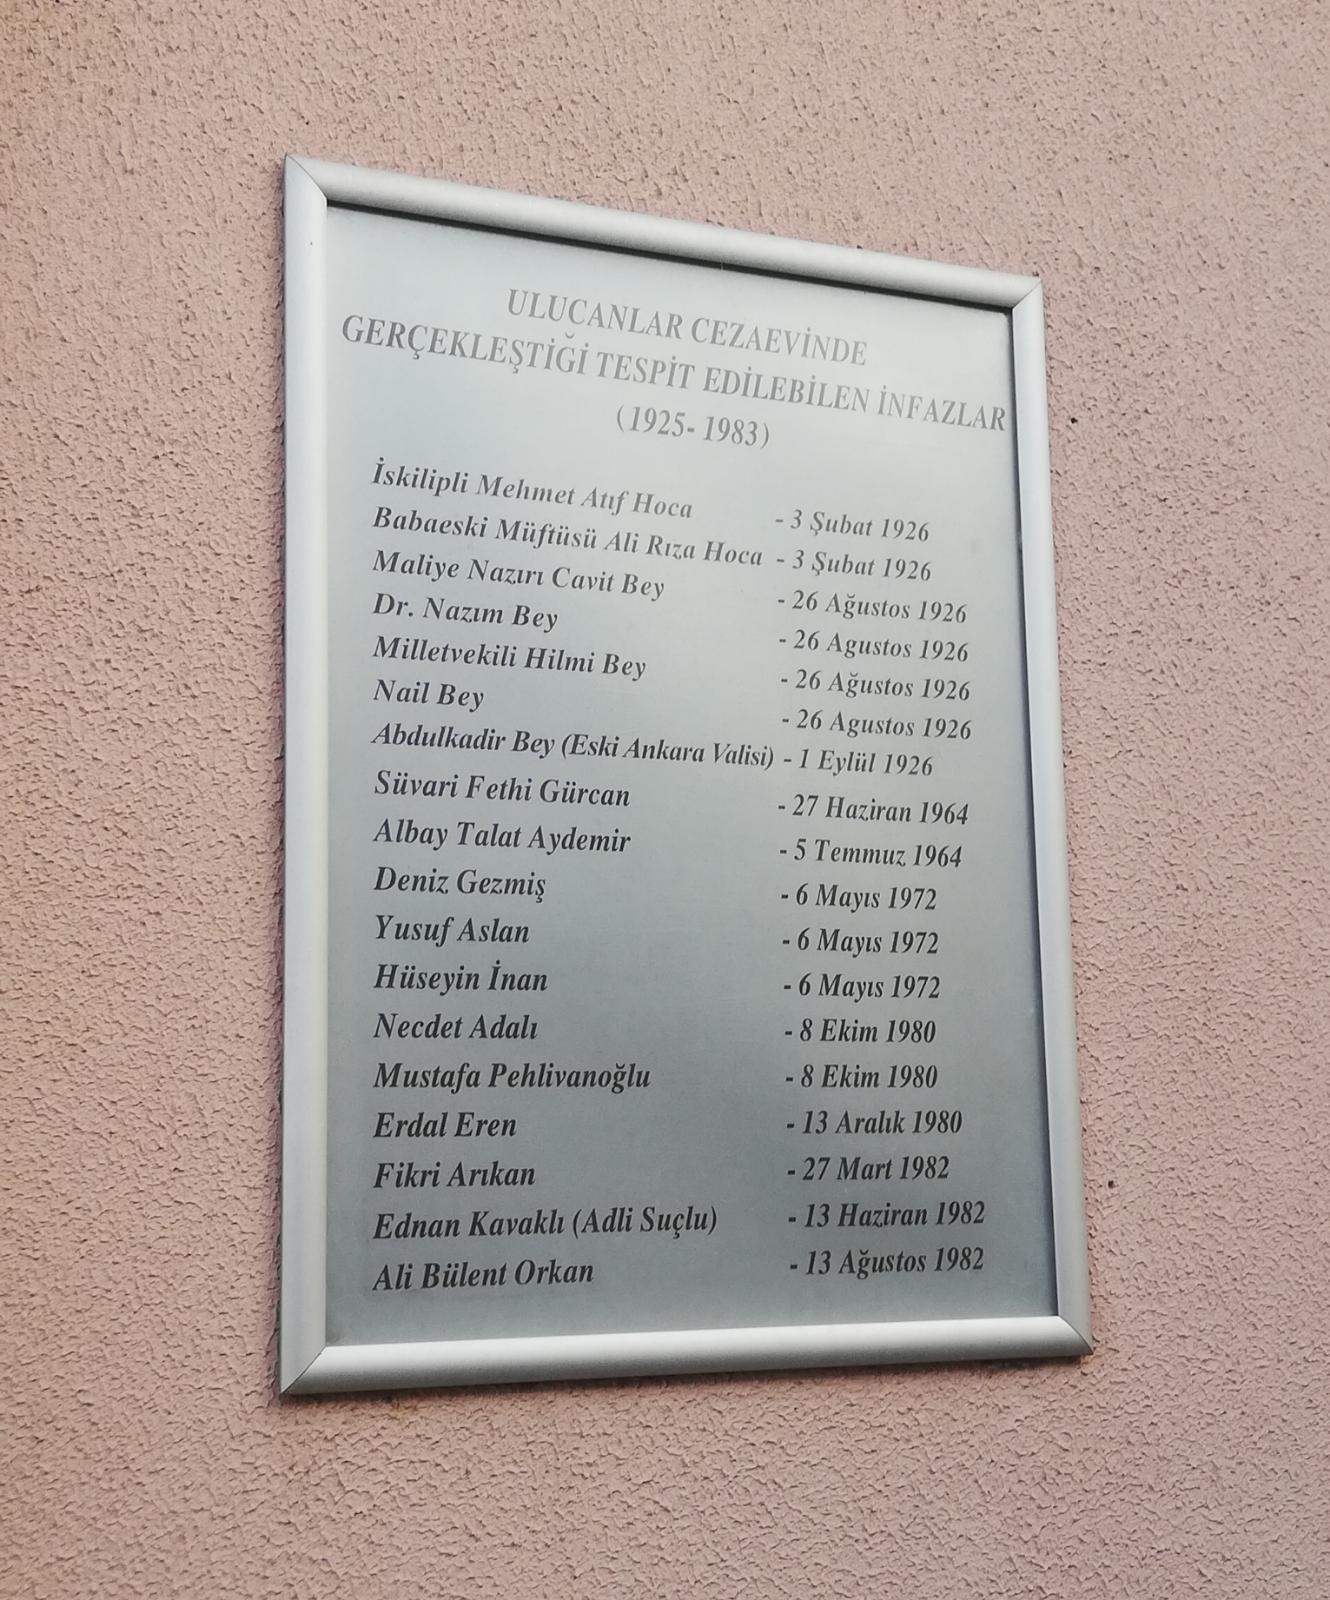 ULUCANLAR CEZAEVİNDE
GERÇEKLEŞTİĞİ TESPİT EDİLEBİLEN İNFAZLAR
(1925- 1983)
İskilipli Mehmet Atıf Hoca - 3 Şubat 1926
Babaeski Müftüsü Ali Rıza Hoca - 3 Şubat 1926
Maliye Nazırı Cavit Bey - 26 Ağustos 1926
Dr. Nazım Bey - 26 Agustos 1926
Milletvekili Hilmi Bey - 26 Ağustos 1926
Nail Bey - 26 Agustos 1926
Abdulkadir Bey (Eski Ankara Valisi) - 1 Eylül 1926
Süvari Fethi Gürcan - 27 Haziran 1964
Albay Talat Aydemir - 5 Temmuz 1964
Deniz Gezmiş - 6 Mayıs 1972
Yusuf Aslan - 6 Mayıs 1972
Hüseyin İnan - 6 Mayıs 1972
Necdet Adalı - 8 Ekim 1980
Mustafa Pehlivanoğlu - 8 Ekim 1980
Erdal Eren - 13 Aralık 1980
Fikri Arıkan - 27 Mart 1982
Ednan Kavaklı (Adli Suçlu) - 13 Haziran 1982
Ali Bülent Orkan - 13 Ağustos 1982